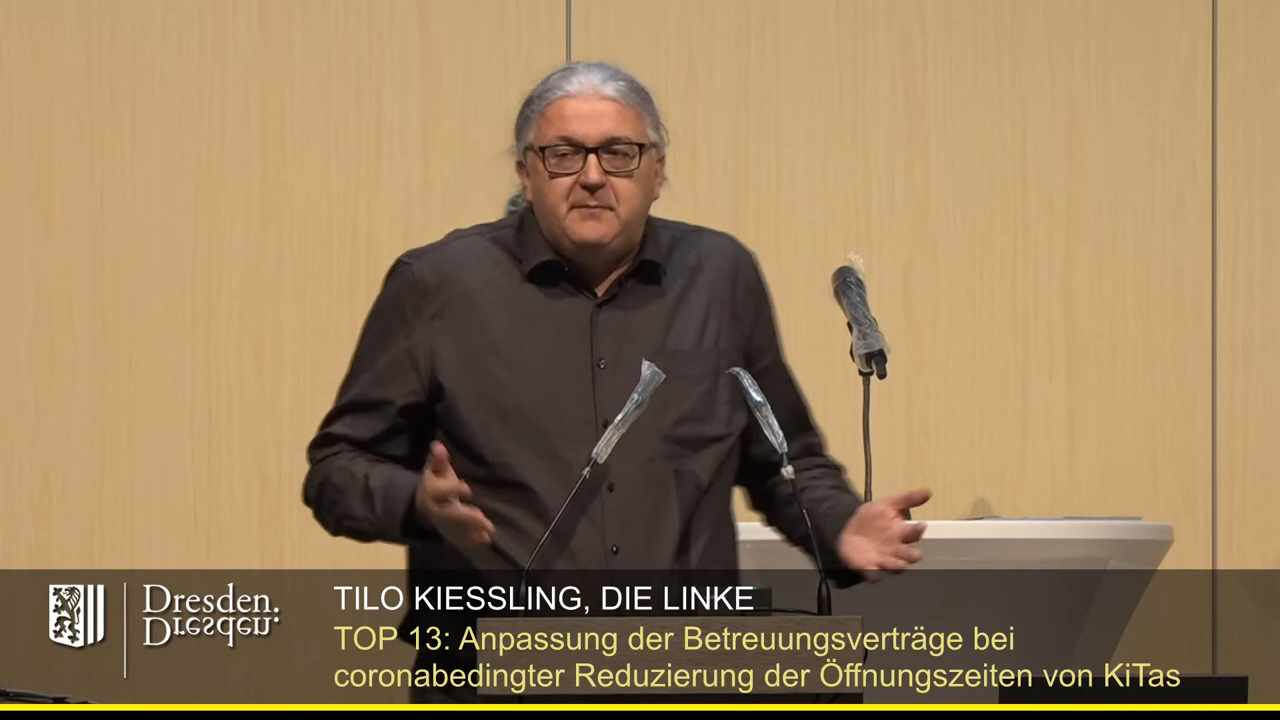 Dresden.
Dresden.
TILO KIESSLING, DIE LINKE
TOP 13: Anpassung der Betreuungsverträge bei
coronabedingter Reduzierung der Öffnungszeiten von KiTas